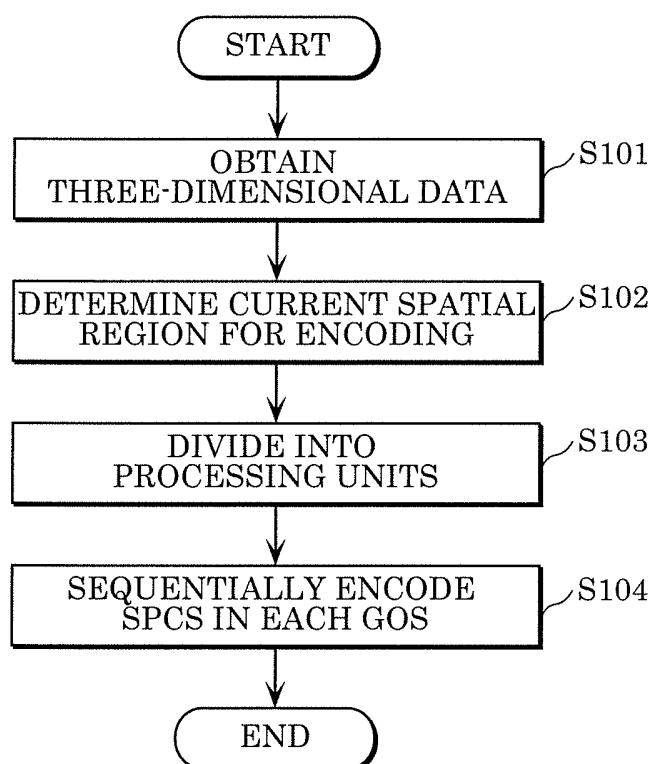 START
OBTAIN
THREE-DIMENSIONAL DATA
S101
DETERMINE CURRENT SPATIAL
REGION FOR ENCODING
S102
DIVIDE INTO
PROCESSING UNITS
S103
SEQUENTIALLY ENCODE
SPCS IN EACH GOS
S104
END